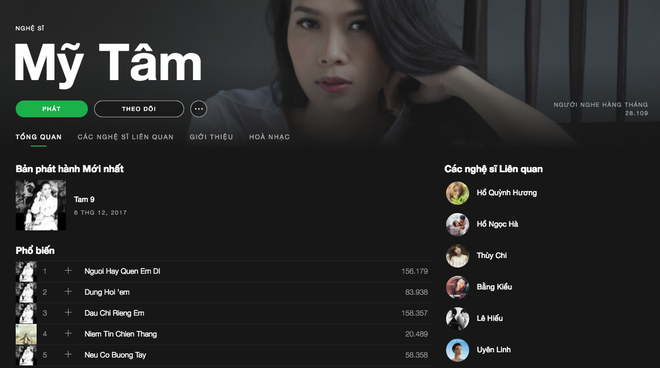 NGHỆ SĨ
Mỹ Tâm
PHÁT
THEO DÕI
NGƯỜI NGHE HÀNG THÁNG
28.109
TỔNG QUAN
CÁC NGHỆ SĨ LIÊN QUAN
GIỚI THIỆU
HOÀ NHẠC
Bản phát hành Mới nhất
Tam 9
6 THG 12, 2017
Phổ biến
1 Nguoi Hay Quen Em Di 156.179
2 Dung Hoi 'em 83.938
3 Dau Chi Rieng Em 158.357
4 Niem Tin Chien Thang 20.489
5 Neu Co Buong Tay 58.358
Các nghệ sĩ Liên quan
Hồ Quỳnh Hương
Hồ Ngọc Hà
Thùy Chi
Bằng Kiều
Lê Hiếu
Uyên Linh